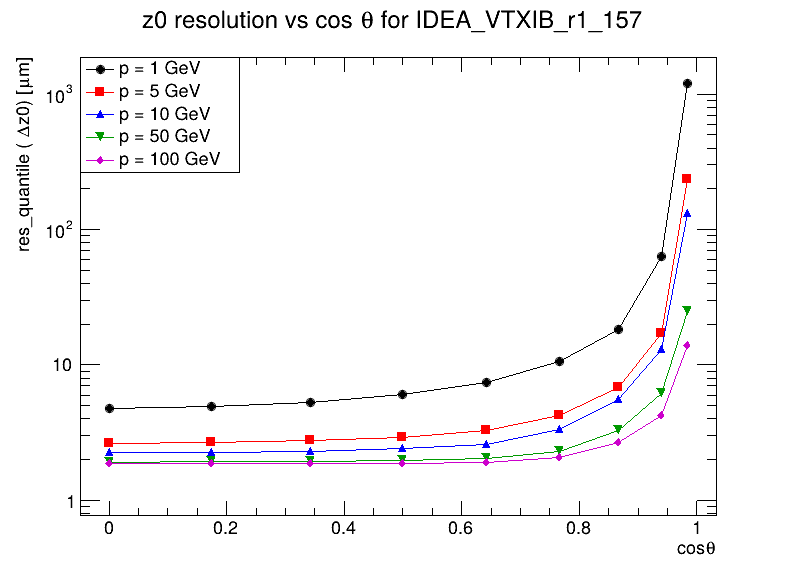 z0 resolution vs cos θ for IDEA_VTXIB_r1_157
res_quantile ( Δz0) [μm]
p = 1 GeV
p = 5 GeV
p = 10 GeV
p = 50 GeV
p = 100 GeV
10³
10²
10
1
0 0.2 0.4 0.6 0.8 1
cosθ